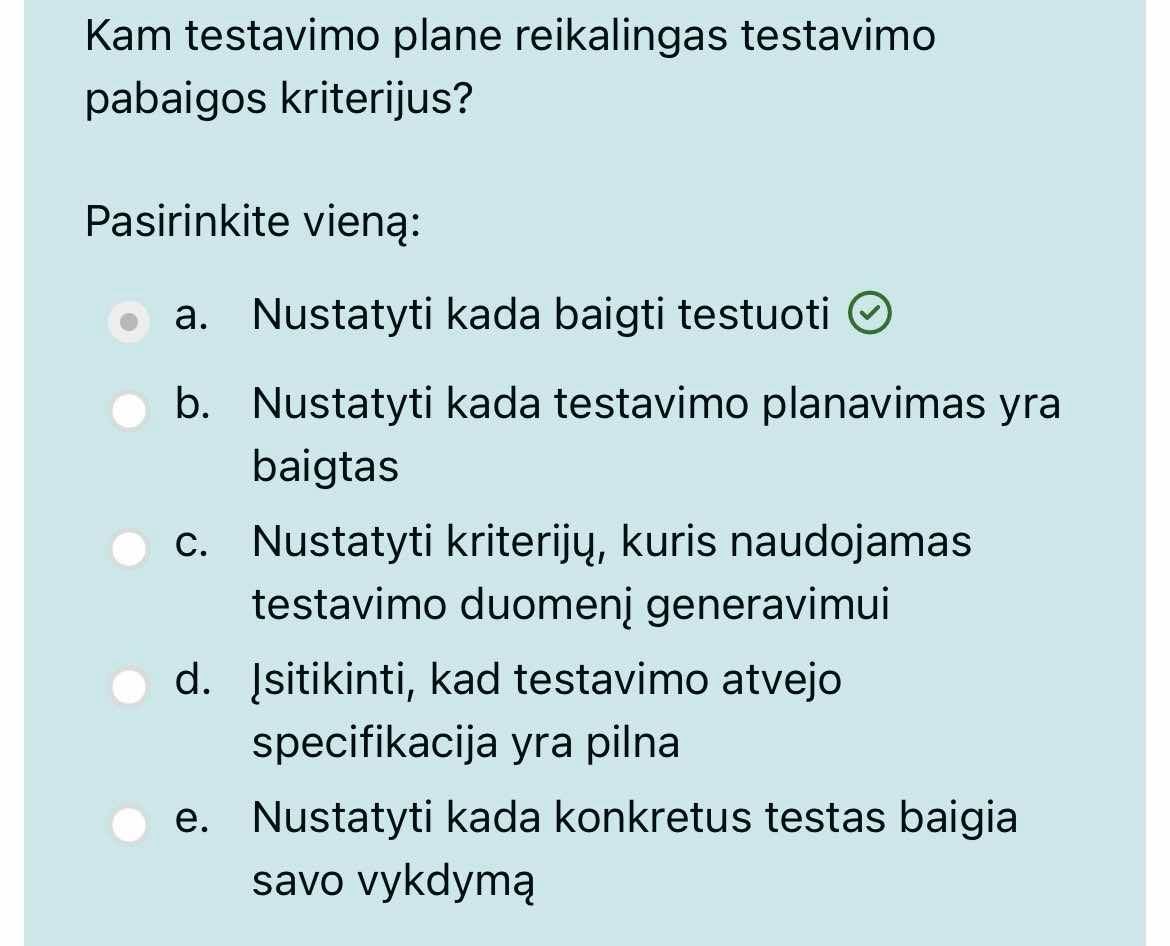 Kam testavimo plane reikalingas testavimo
pabaigos kriterijus?
Pasirinkite vieną:
a. Nustatyti kada baigti testuoti
b. Nustatyti kada testavimo planavimas yra
baigtas
c. Nustatyti kriterijų, kuris naudojamas
testavimo duomenį generavimui
d. Įsitikinti, kad testavimo atvejo
specifikacija yra pilna
e. Nustatyti kada konkretus testas baigia
savo vykdymą